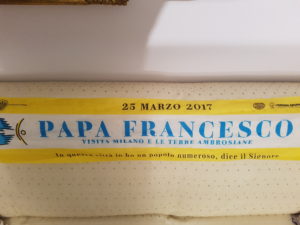 25 MARZO 2017
PAPA FRANCESCO
VISITA MILANO E LE TERRE AMBROSIANE
In questa città io ho un popolo numeroso, dice il Signore